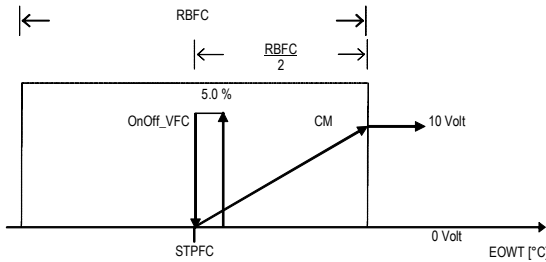 RBFC
RBFC
2
5.0 %
OnOff_VFC
CM
10 Volt
0 Volt
STPFC
EOWT [°C]